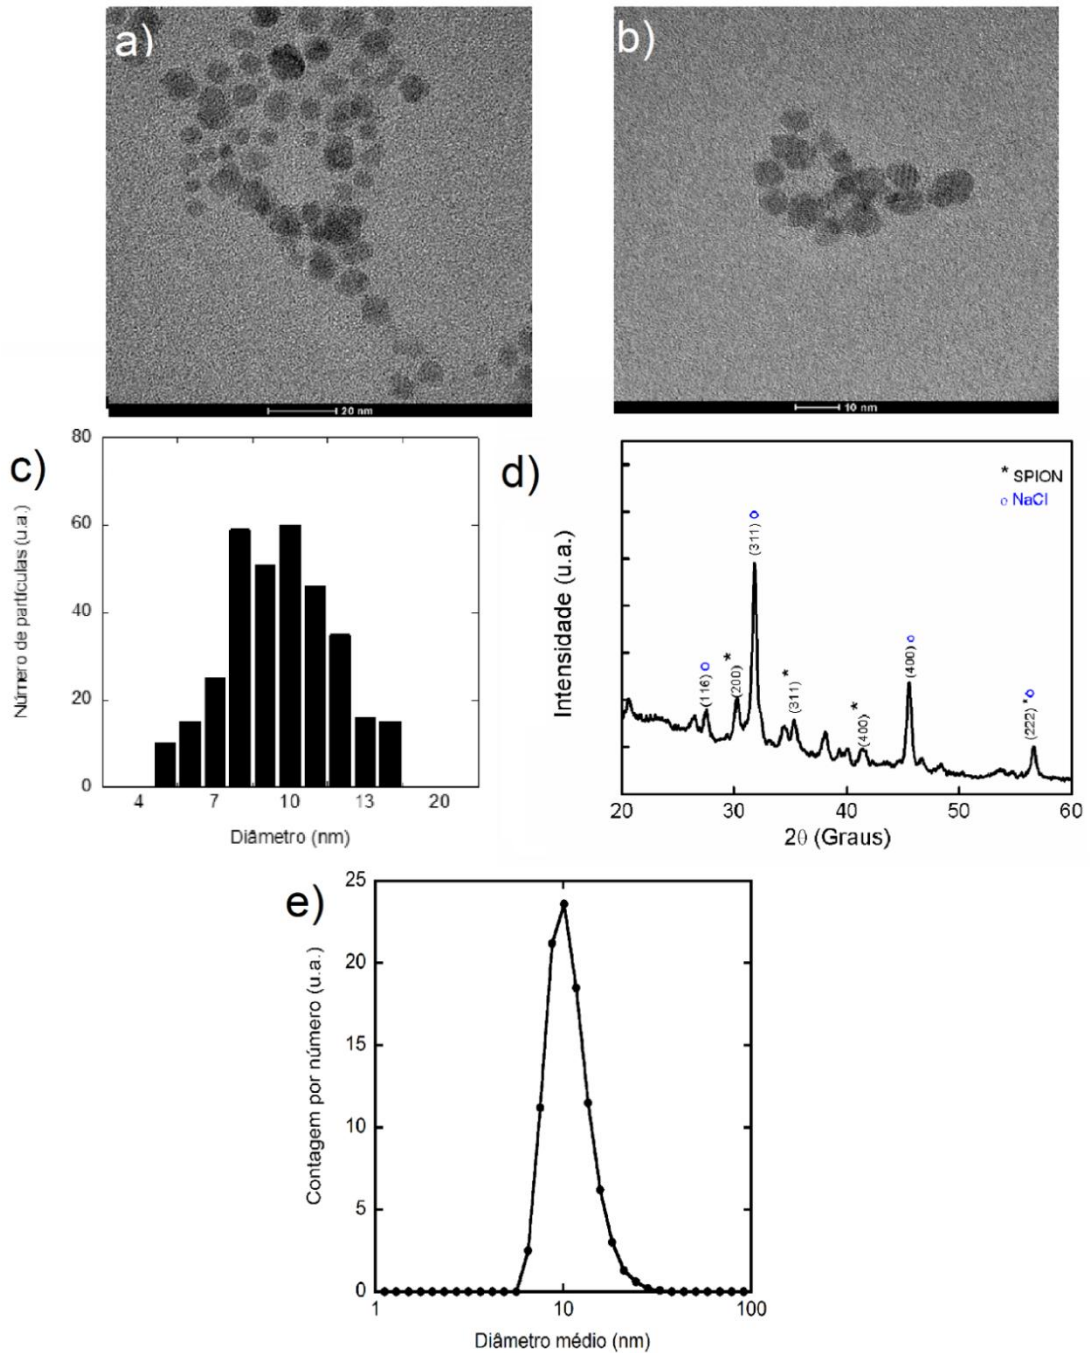 a)
20 nm
b)
10 nm
c)
Número de partículas (u.a.)
80
60
40
20
0
4 7 10 13 20
Diâmetro (nm)
d)
Intensidade (u.a.)
* SPION
o NaCl
(116) o
(200) *
(311) o
(311) *
(400) *
(400) o
(222) *o
20 30 40 50 60
2θ (Graus)
e)
Contagem por número (u.a.)
25
20
15
10
5
0
1 10 100
Diâmetro médio (nm)